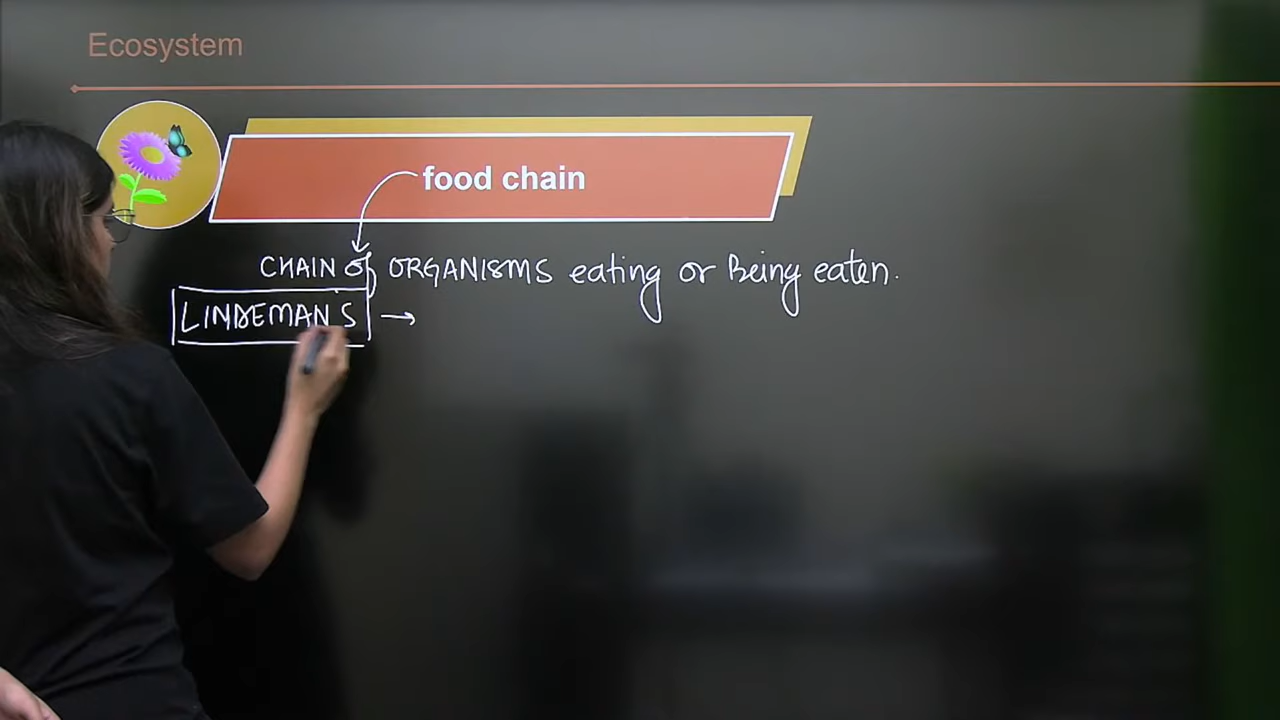 Ecosystem
food chain
CHAIN of ORGANISMS eating or Being eaten.
LINDEMAN'S →